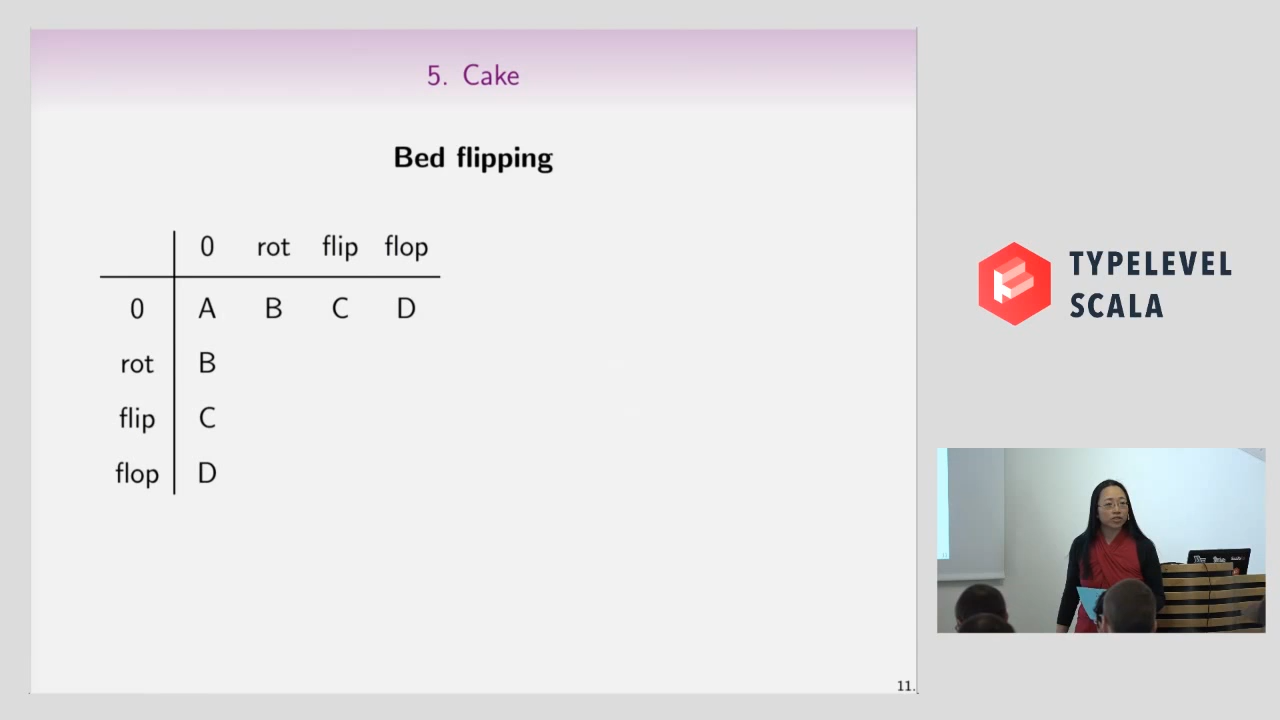 5. Cake
Bed flipping
0 rot flip flop
0 A B C D
rot B
flip C
flop D
11.
TYPELEVEL
SCALA